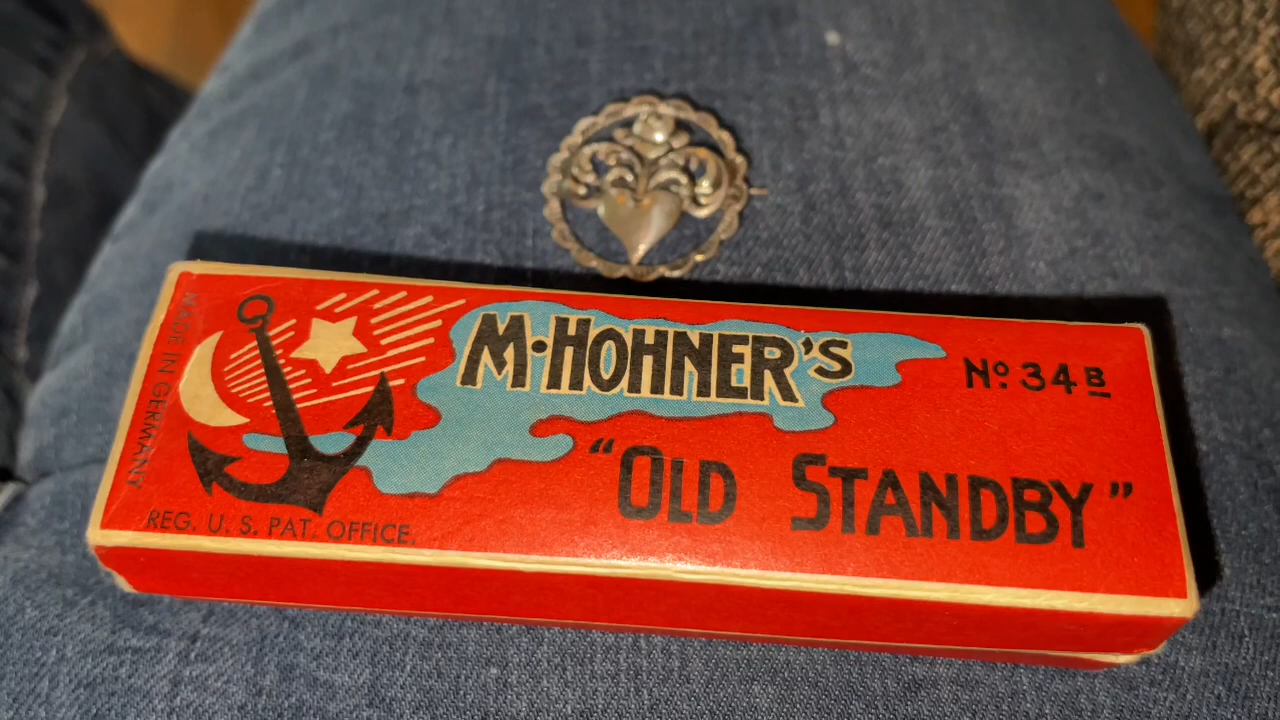 MADE IN GERMANY
M·HOHNER'S
Nº 34B
"OLD STANDBY"
REG. U. S. PAT. OFFICE.